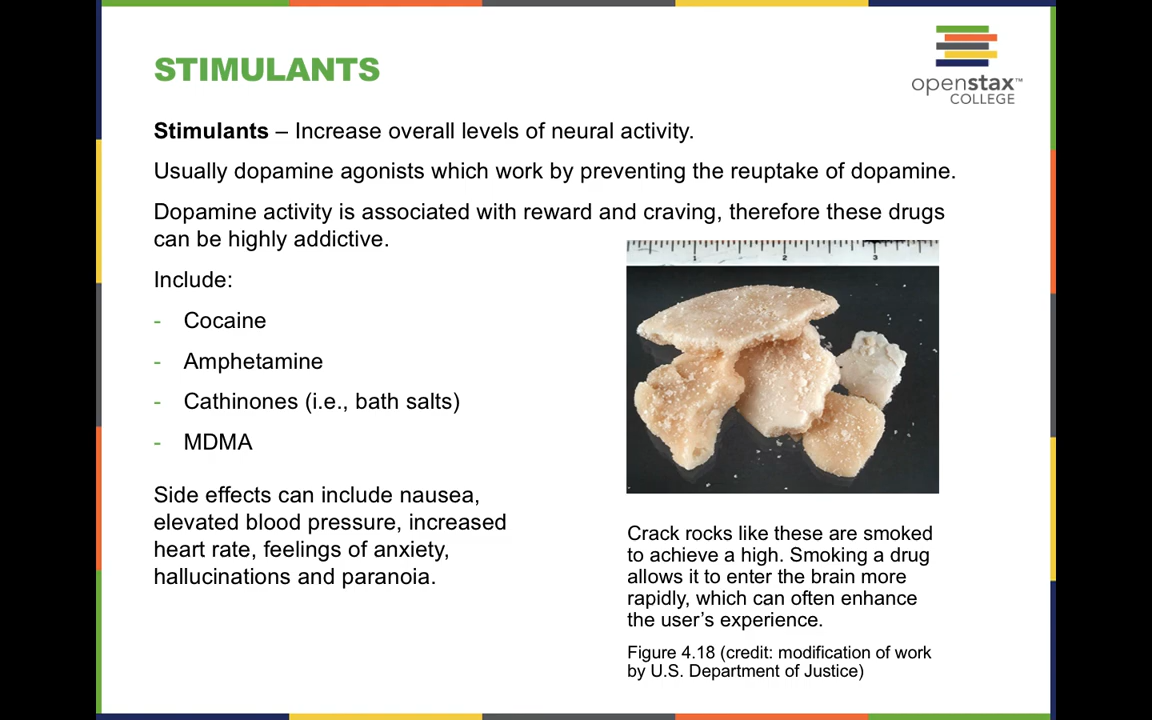 STIMULANTS
openstax™
COLLEGE
Stimulants – Increase overall levels of neural activity.
Usually dopamine agonists which work by preventing the reuptake of dopamine.
Dopamine activity is associated with reward and craving, therefore these drugs
can be highly addictive.
Include:
- Cocaine
- Amphetamine
- Cathinones (i.e., bath salts)
- MDMA
Side effects can include nausea,
elevated blood pressure, increased
heart rate, feelings of anxiety,
hallucinations and paranoia.
1 2 3
Crack rocks like these are smoked
to achieve a high. Smoking a drug
allows it to enter the brain more
rapidly, which can often enhance
the user’s experience.
Figure 4.18 (credit: modification of work
by U.S. Department of Justice)